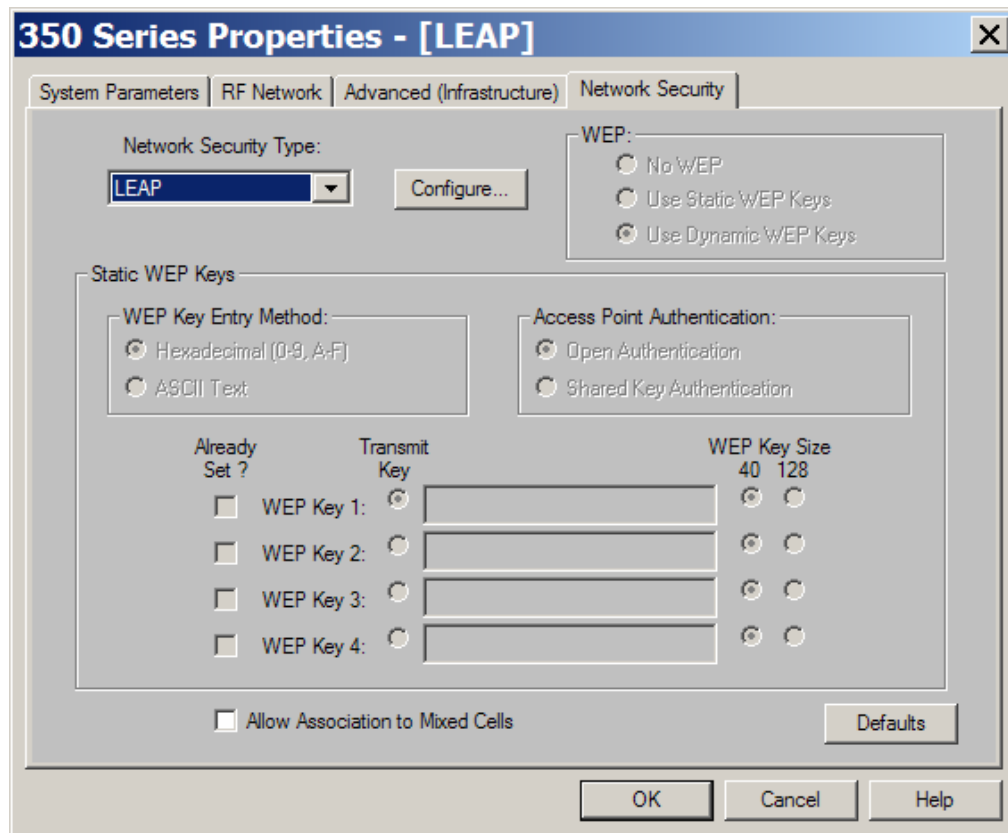 350 Series Properties - [LEAP]
System Parameters RF Network Advanced (Infrastructure) Network Security
Network Security Type:
LEAP
Configure...
WEP:
No WEP
Use Static WEP Keys
Use Dynamic WEP Keys
Static WEP Keys
WEP Key Entry Method:
Hexadecimal (0-9, A-F)
ASCII Text
Access Point Authentication:
Open Authentication
Shared Key Authentication
Already
Set ?
Transmit
Key
WEP Key Size
40 128
WEP Key 1:
WEP Key 2:
WEP Key 3:
WEP Key 4:
Allow Association to Mixed Cells
Defaults
OK Cancel Help